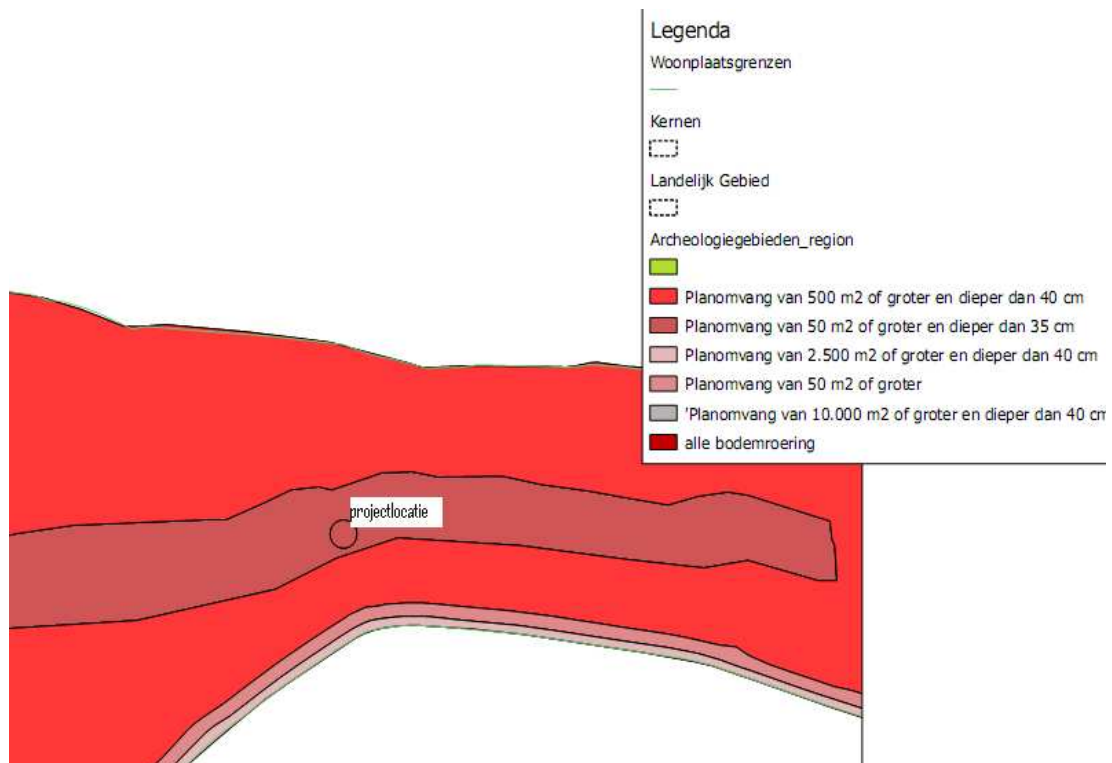 Legenda
Woonplaatsgrenzen
Kernen
Landelijk Gebied
Archeologiegebieden_region
Planomvang van 500 m2 of groter en dieper dan 40 cm
Planomvang van 50 m2 of groter en dieper dan 35 cm
Planomvang van 2.500 m2 of groter en dieper dan 40 cm
Planomvang van 50 m2 of groter
'Planomvang van 10.000 m2 of groter en dieper dan 40 cm
alle bodemroering
projectlocatie